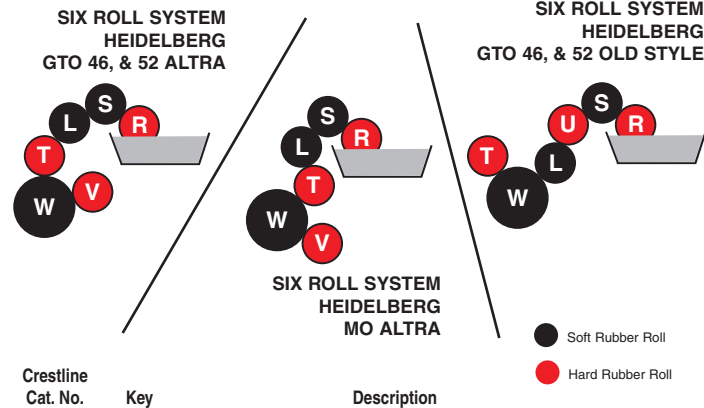 SIX ROLL SYSTEM
HEIDELBERG
GTO 46, & 52 ALTRA
S
L
R
T
V
W
SIX ROLL SYSTEM
HEIDELBERG
MO ALTRA
S
R
L
T
W
V
SIX ROLL SYSTEM
HEIDELBERG
GTO 46, & 52 OLD STYLE
S
U
R
T
L
W
Soft Rubber Roll
Hard Rubber Roll
Crestline
Cat. No. Key Description